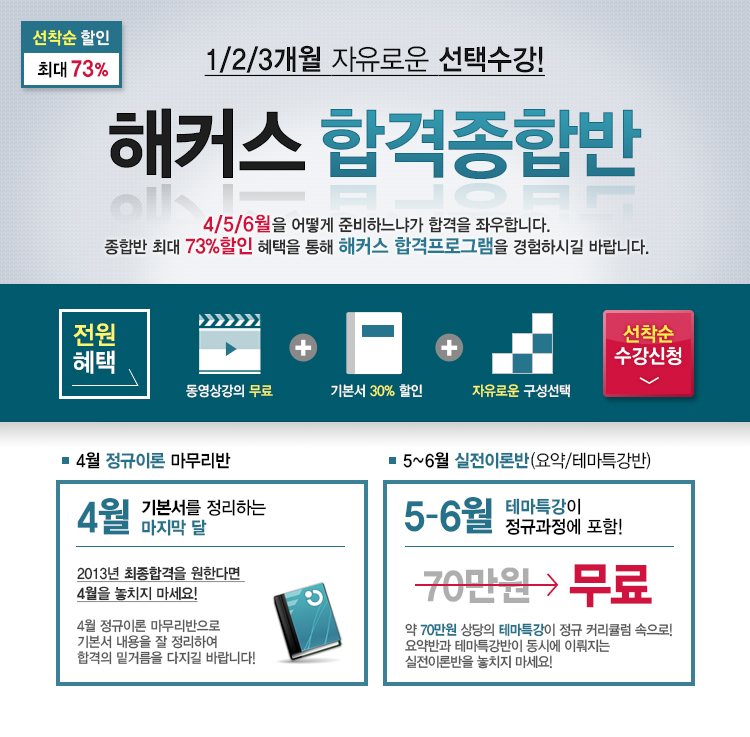 선착순 할인
최대 73%
1/2/3개월 자유로운 선택수강!
해커스 합격종합반
4/5/6월을 어떻게 준비하느냐가 합격을 좌우합니다.
종합반 최대 73%할인 혜택을 통해 해커스 합격프로그램을 경험하시길 바랍니다.
전원
혜택
동영상강의 무료
기본서 30% 할인
자유로운 구성선택
선착순
수강신청
4월 정규이론 마무리반
4월 기본서를 정리하는
마지막 달
2013년 최종합격을 원한다면
4월을 놓치지 마세요!
4월 정규이론 마무리반으로
기본서 내용을 잘 정리하여
합격의 밑거름을 다지길 바랍니다!
5~6월 실전이론반(요약/테마특강반)
5-6월 테마특강이
정규과정에 포함!
70만원 무료
약 70만원 상당의 테마특강이 정규 커리큘럼 속으로!
요약반과 테마특강반이 동시에 이뤄지는
실전이론반을 놓치지 마세요!